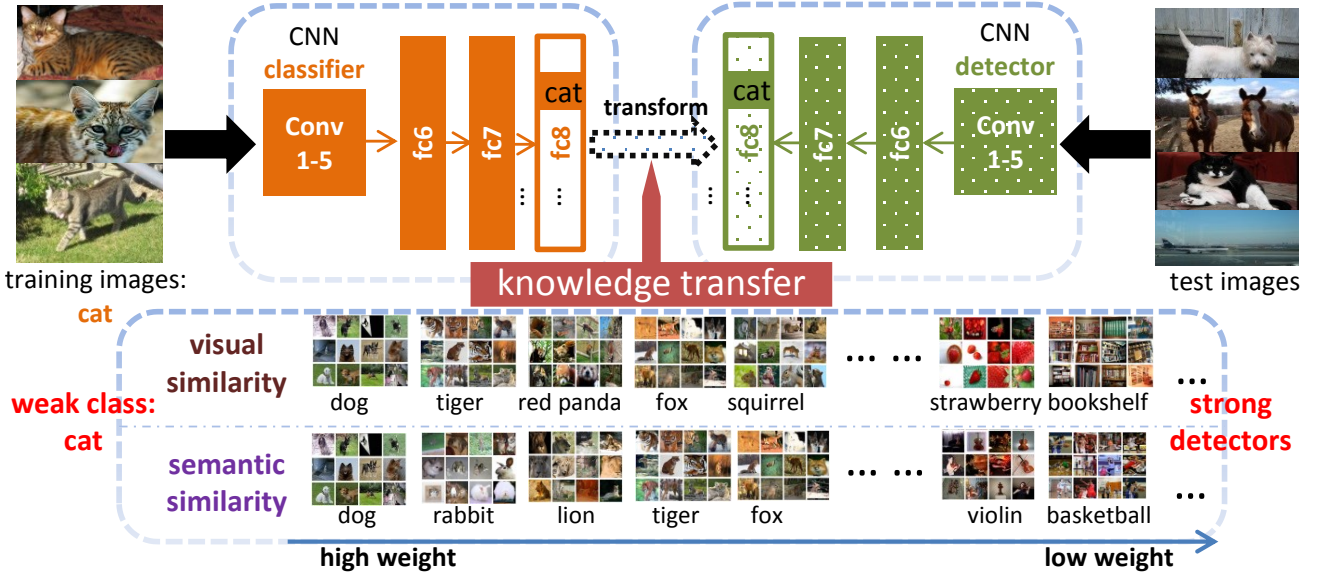 CNN
classifier
Conv
1-5
fc6
fc7
cat
fc8
...
...
transform
CNN
detector
cat
fc8
fc7
fc6
Conv
1-5
...
...
training images:
cat
test images
knowledge transfer
weak class:
cat
visual
similarity
dog
tiger
red panda
fox
squirrel
... ...
strawberry
bookshelf
...
strong
detectors
semantic
similarity
dog
rabbit
lion
tiger
fox
... ...
violin
basketball
...
high weight
low weight